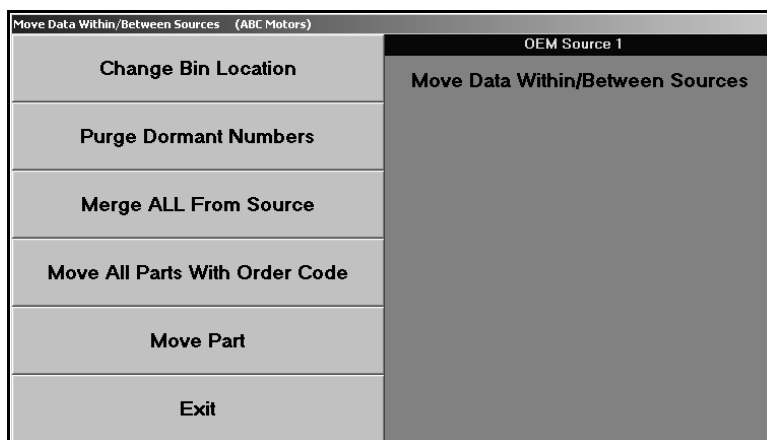 Move Data Within/Between Sources (ABC Motors)
OEM Source 1
Move Data Within/Between Sources
Change Bin Location
Purge Dormant Numbers
Merge ALL From Source
Move All Parts With Order Code
Move Part
Exit